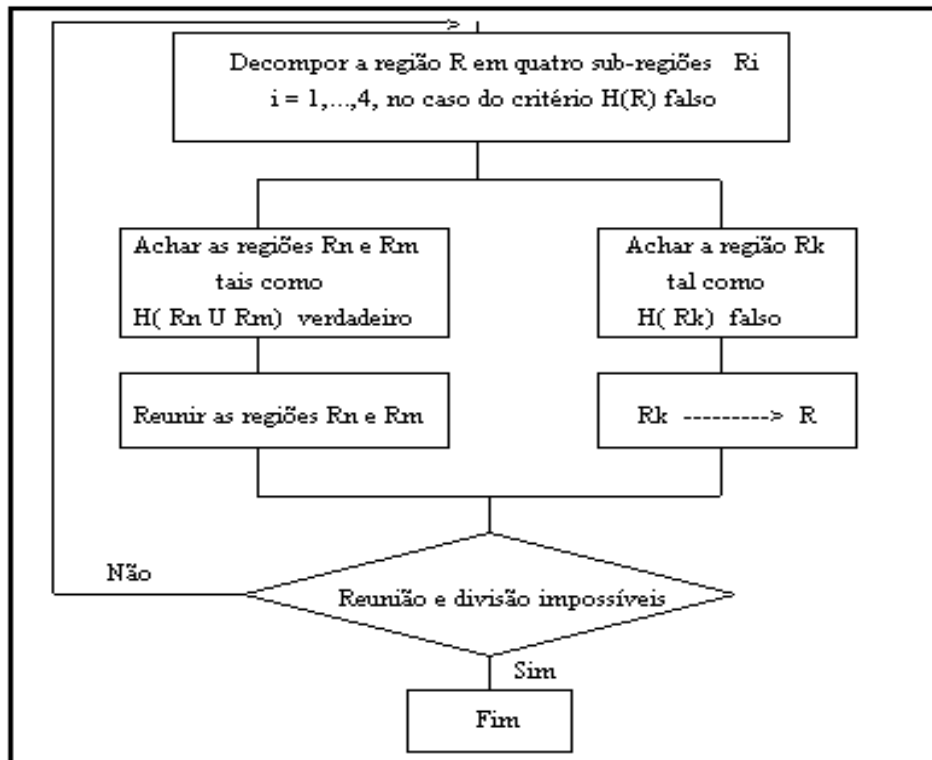 Decompor a região R em quatro sub-regiões Ri
i = 1,...,4, no caso do critério H(R) falso
Achar as regiões Rn e Rm
tais como
H( Rn U Rm) verdadeiro
Achar a região Rk
tal como
H( Rk) falso
Reunir as regiões Rn e Rm
Rk ---------> R
Não
Reunião e divisão impossíveis
Sim
Fim